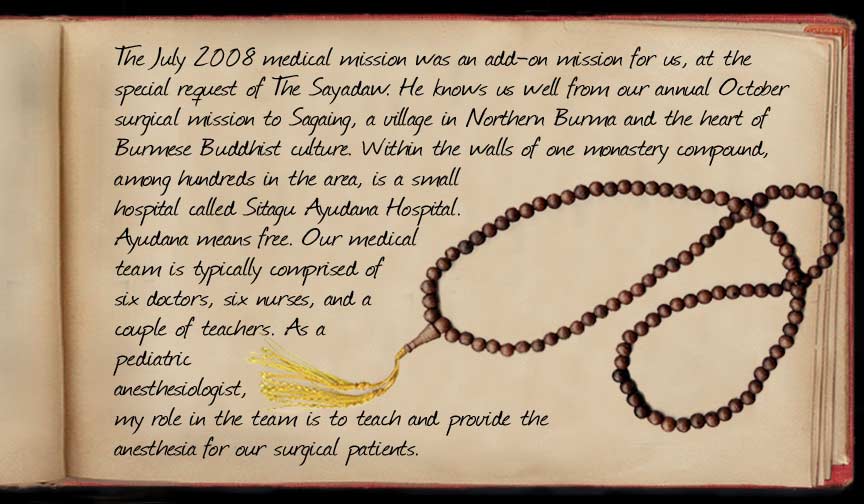 The July 2008 medical mission was an add-on mission for us, at the
special request of The Sayadaw. He knows us well from our annual October
surgical mission to Sagaing, a village in Northern Burma and the heart of
Burmese Buddhist culture. Within the walls of one monastery compound,
among hundreds in the area, is a small
hospital called Sitagu Ayudana Hospital.
Ayudana means free. Our medical
team is typically comprised of
six doctors, six nurses, and a
couple of teachers. As a
pediatric
anesthesiologist,
my role in the team is to teach and provide the
anesthesia for our surgical patients.